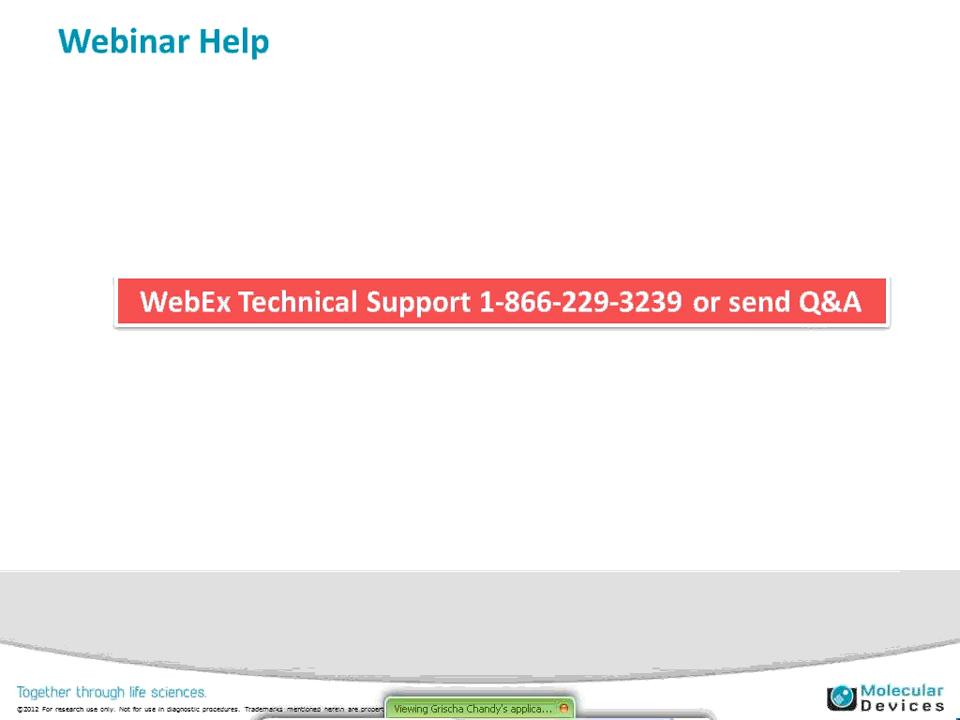 Webinar Help
WebEx Technical Support 1-866-229-3239 or send Q&A
Together through life sciences.
©2012 For research use only. Not for use in diagnostic procedures. Trademarks mentioned herein are propert
Viewing Grischa Chandy's applica...
Molecular
Devices